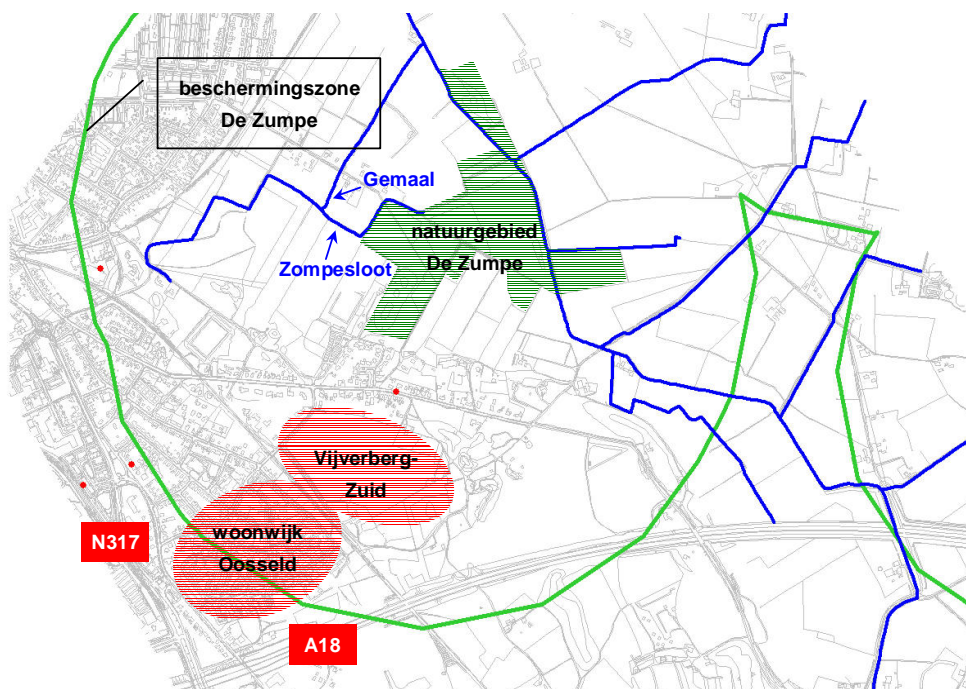 beschermingszone
De Zumpe
Gemaal
natuurgebied
De Zumpe
Zompesloot
Vijverberg-
Zuid
woonwijk
Oosseld
N317
A18